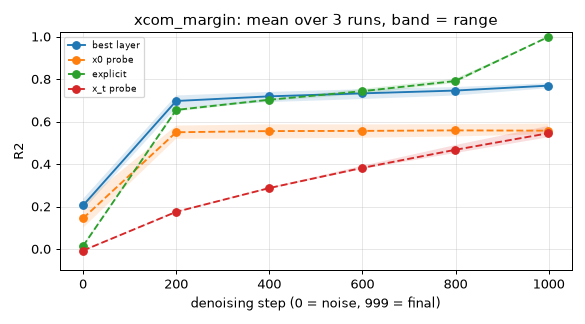 xcom_margin: mean over 3 runs, band = range
best layer
x0 probe
explicit
x_t probe
R2
1.0
0.8
0.6
0.4
0.2
0.0
0 200 400 600 800 1000
denoising step (0 = noise, 999 = final)